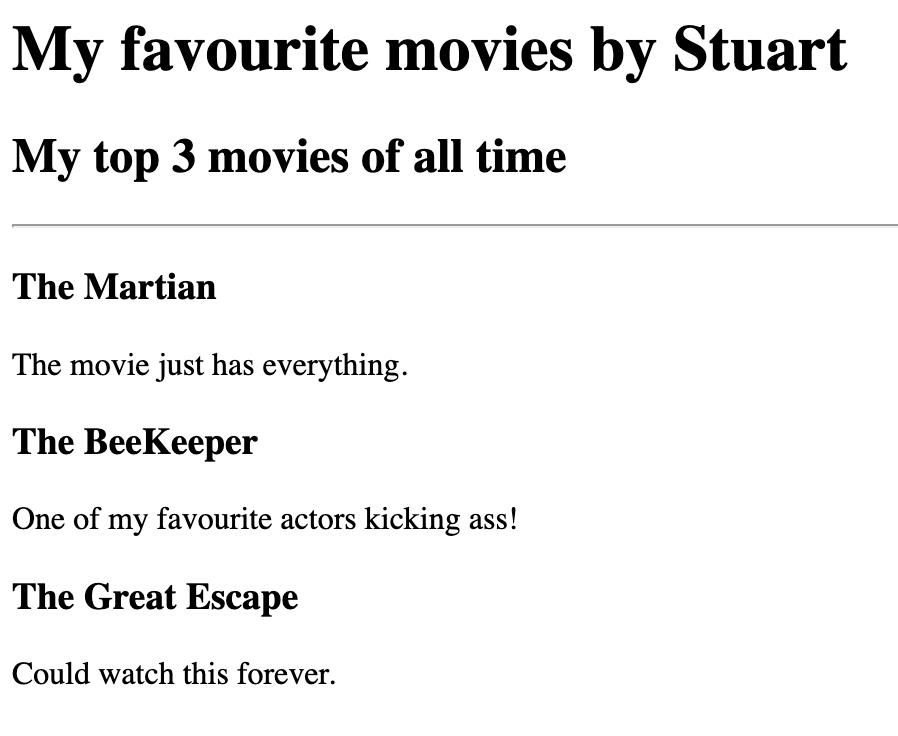 My favourite movies by Stuart
My top 3 movies of all time
The Martian
The movie just has everything.
The BeeKeeper
One of my favourite actors kicking ass!
The Great Escape
Could watch this forever.